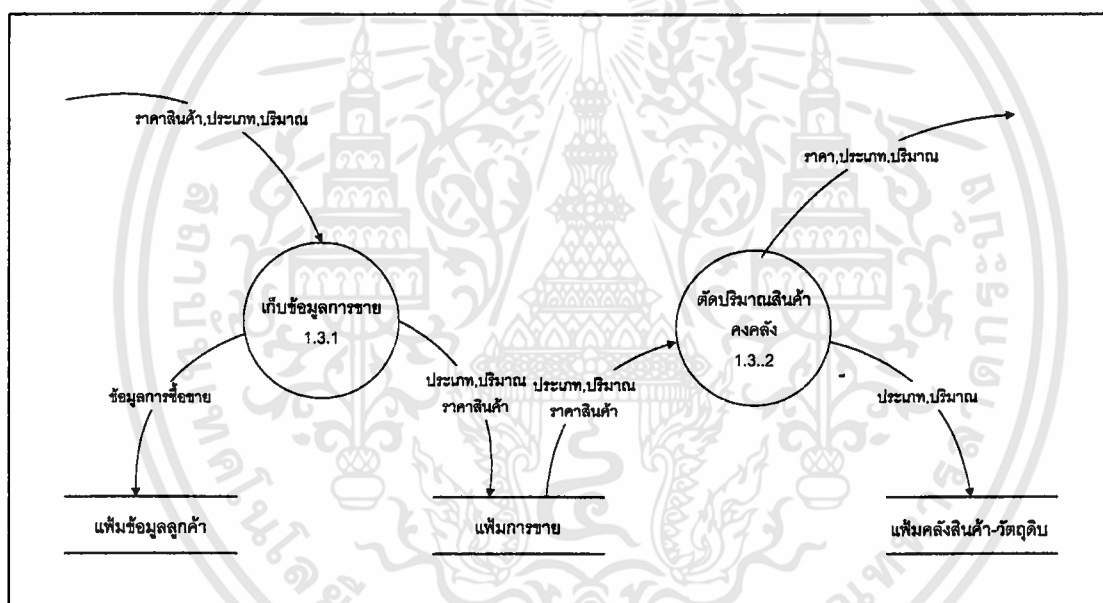 ราคาสินค้า,ประเภท,ปริมาณ
ราคา,ประเภท,ปริมาณ
เก็บข้อมูลการขาย
1.3.1
ตัดปริมาณสินค้า
คงคลัง
1.3..2
ข้อมูลการซื้อขาย
ประเภท,ปริมาณ
ราคาสินค้า
ประเภท,ปริมาณ
ราคาสินค้า
ประเภท,ปริมาณ
แฟ้มข้อมูลลูกค้า
แฟ้มการขาย
แฟ้มคลังสินค้า-วัตถุดิบ